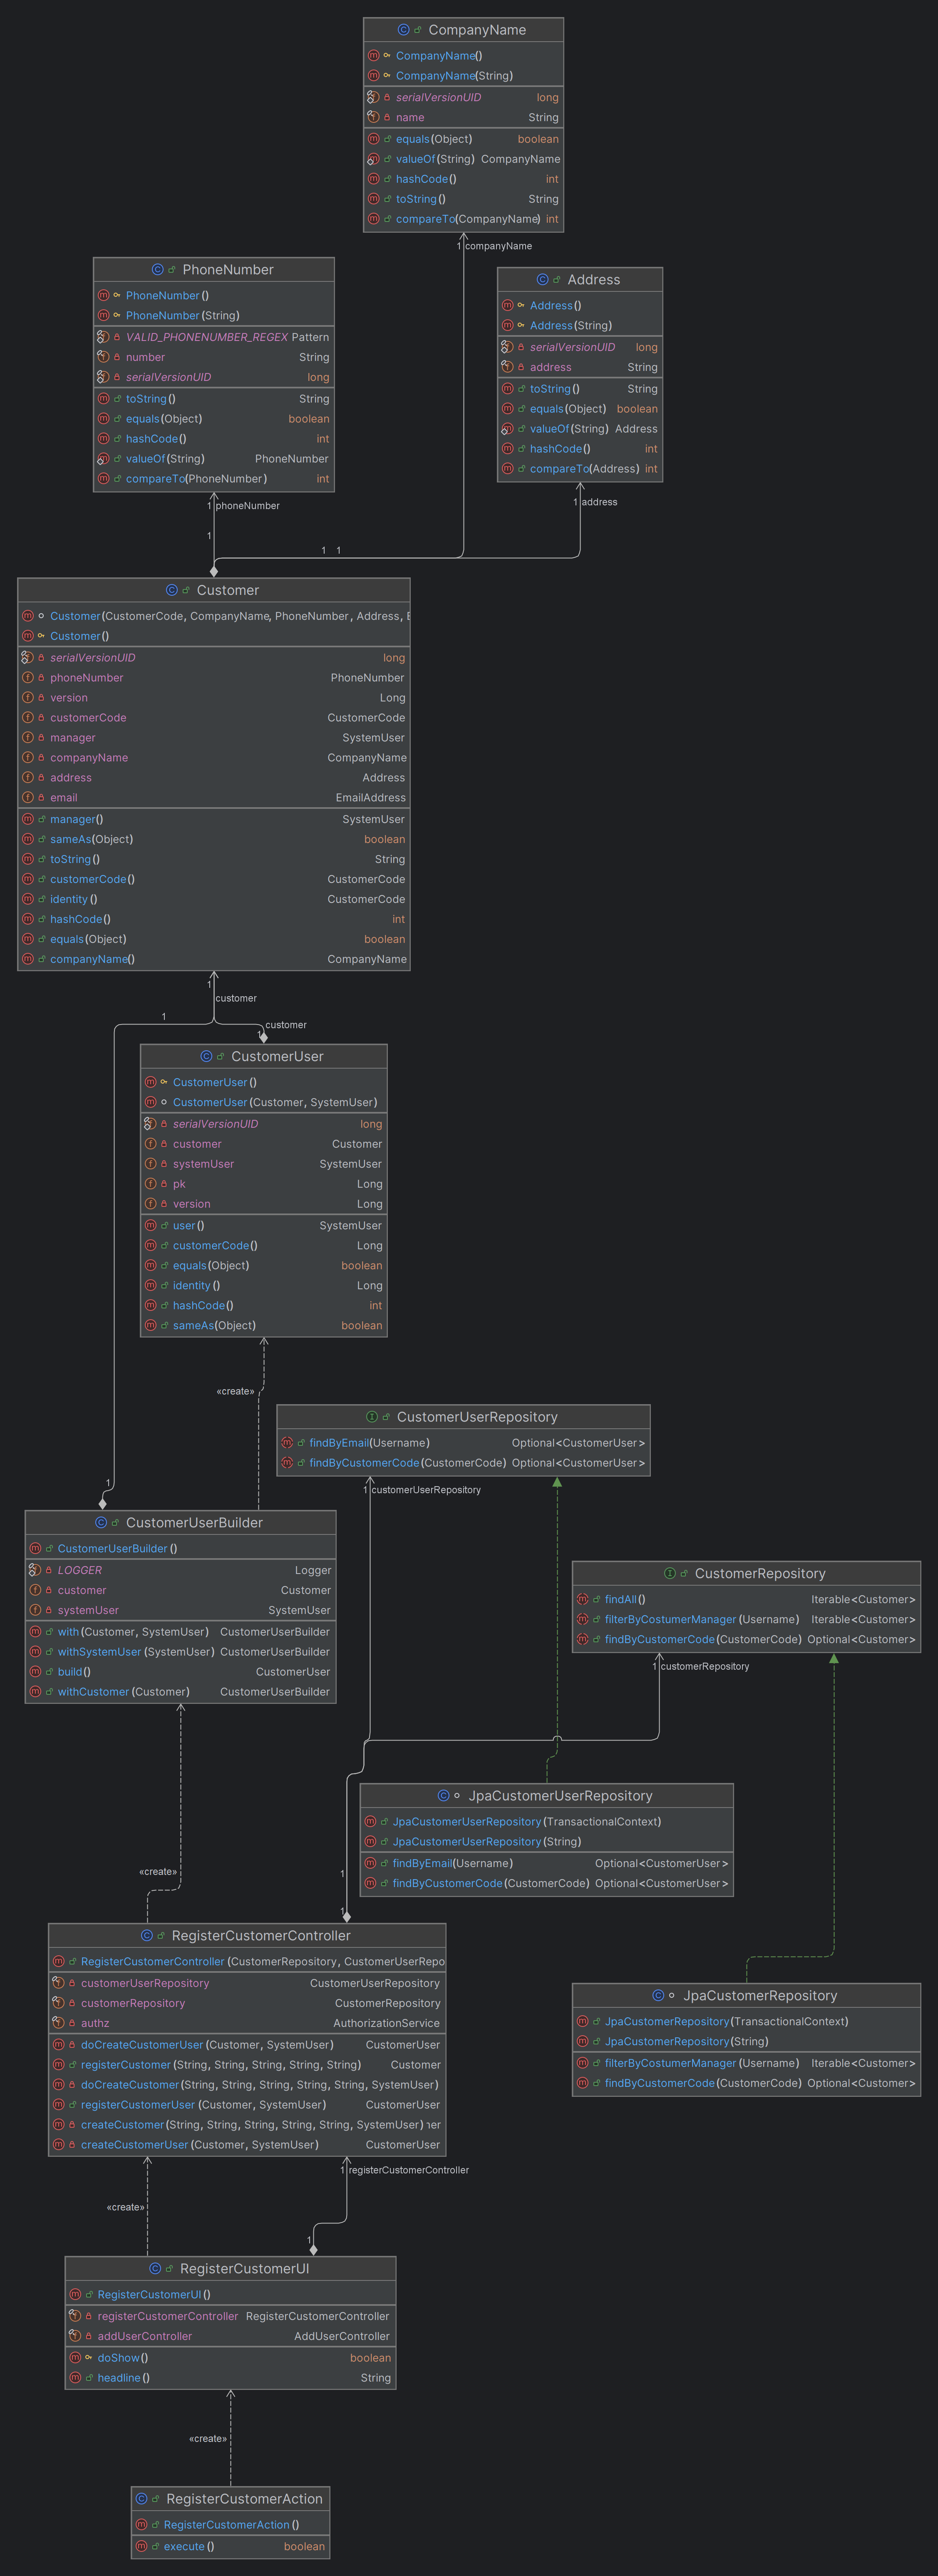 CompanyName
CompanyName()
CompanyName(String)
serialVersionUID long
name String
equals(Object) boolean
valueOf(String) CompanyName
hashCode() int
toString() String
compareTo(CompanyName) int
1 companyName
PhoneNumber
PhoneNumber()
PhoneNumber(String)
VALID_PHONENUMBER_REGEX Pattern
number String
serialVersionUID long
toString() String
equals(Object) boolean
hashCode() int
valueOf(String) PhoneNumber
compareTo(PhoneNumber) int
1 phoneNumber
Address
Address()
Address(String)
serialVersionUID long
address String
toString() String
equals(Object) boolean
valueOf(String) Address
hashCode() int
compareTo(Address) int
1 address
1
1 1
Customer
Customer(CustomerCode, CompanyName, PhoneNumber, Address, E
Customer()
serialVersionUID long
phoneNumber PhoneNumber
version Long
customerCode CustomerCode
manager SystemUser
companyName CompanyName
address Address
email EmailAddress
manager() SystemUser
sameAs(Object) boolean
toString() String
customerCode() CustomerCode
identity() CustomerCode
hashCode() int
equals(Object) boolean
companyName() CompanyName
1
customer
1
customer
1
CustomerUser
CustomerUser()
CustomerUser(Customer, SystemUser)
serialVersionUID long
customer Customer
systemUser SystemUser
pk Long
version Long
user() SystemUser
customerCode() Long
equals(Object) boolean
identity() Long
hashCode() int
sameAs(Object) boolean
«create»
CustomerUserRepository
findByEmail(Username) Optional<CustomerUser>
findByCustomerCode(CustomerCode) Optional<CustomerUser>
1 customerUserRepository
1
CustomerUserBuilder
CustomerUserBuilder()
LOGGER Logger
customer Customer
systemUser SystemUser
with(Customer, SystemUser) CustomerUserBuilder
withSystemUser(SystemUser) CustomerUserBuilder
build() CustomerUser
withCustomer(Customer) CustomerUserBuilder
CustomerRepository
findAll() Iterable<Customer>
filterByCostumerManager(Username) Iterable<Customer>
findByCustomerCode(CustomerCode) Optional<Customer>
1 customerRepository
JpaCustomerUserRepository
JpaCustomerUserRepository(TransactionalContext)
JpaCustomerUserRepository(String)
findByEmail(Username) Optional<CustomerUser>
findByCustomerCode(CustomerCode) Optional<CustomerUser>
«create»
1
1
RegisterCustomerController
RegisterCustomerController(CustomerRepository, CustomerUserRepo
customerUserRepository CustomerUserRepository
customerRepository CustomerRepository
authz AuthorizationService
doCreateCustomerUser(Customer, SystemUser) CustomerUser
registerCustomer(String, String, String, String, String) Customer
doCreateCustomer(String, String, String, String, String, SystemUser)
registerCustomerUser(Customer, SystemUser) CustomerUser
createCustomer(String, String, String, String, String, SystemUser) ner
createCustomerUser(Customer, SystemUser) CustomerUser
JpaCustomerRepository
JpaCustomerRepository(TransactionalContext)
JpaCustomerRepository(String)
filterByCostumerManager(Username) Iterable<Customer>
findByCustomerCode(CustomerCode) Optional<Customer>
1 registerCustomerController
«create»
1
RegisterCustomerUI
RegisterCustomerUI()
registerCustomerController RegisterCustomerController
addUserController AddUserController
doShow() boolean
headline() String
«create»
RegisterCustomerAction
RegisterCustomerAction()
execute() boolean